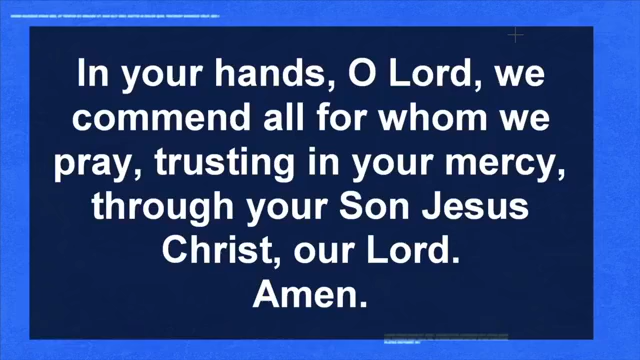 In your hands, O Lord, we
commend all for whom we
pray, trusting in your mercy,
through your Son Jesus
Christ, our Lord.
Amen.